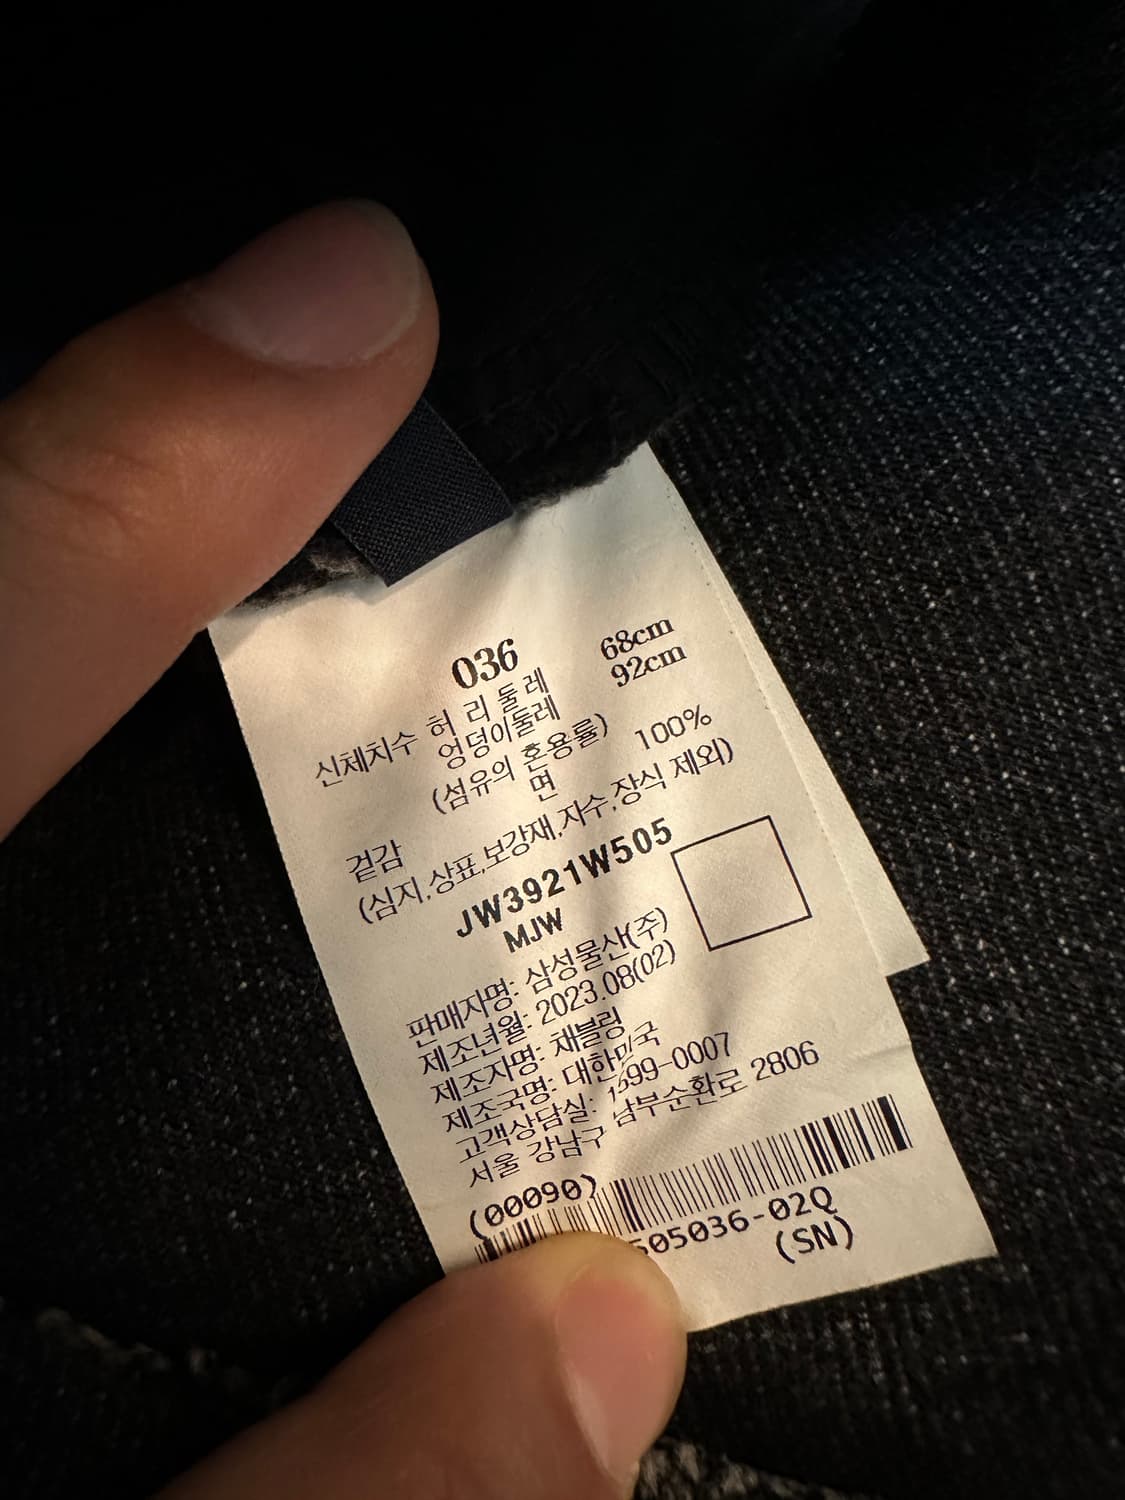 036
신체치수 허 리 둘 레 68cm
엉덩이둘레 92cm
(섬유의 혼용률)
겉감 면 100%
(심지,상표,보강재,자수,장식 제외)
JW3921W505
MJW
판매자명: 삼성물산(주)
제조년월: 2023.08(02)
제조자명: 채블링
제조국명: 대한민국
고객상담실: 1599-0007
서울 강남구 남부순환로 2806
(00090)
505036-02Q
(SN)